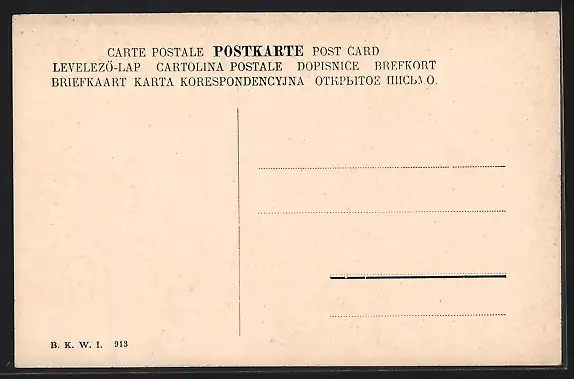 CARTE POSTALE POSTKARTE POST CARD
LEVELEZŐ-LAP CARTOLINA POSTALE DOPISNICE BREFKORT
BRIEFKAART KARTA KORESPONDENCYJNA ОТКРЫТОЕ ПИСЬМО.
B. K. W. I. 913